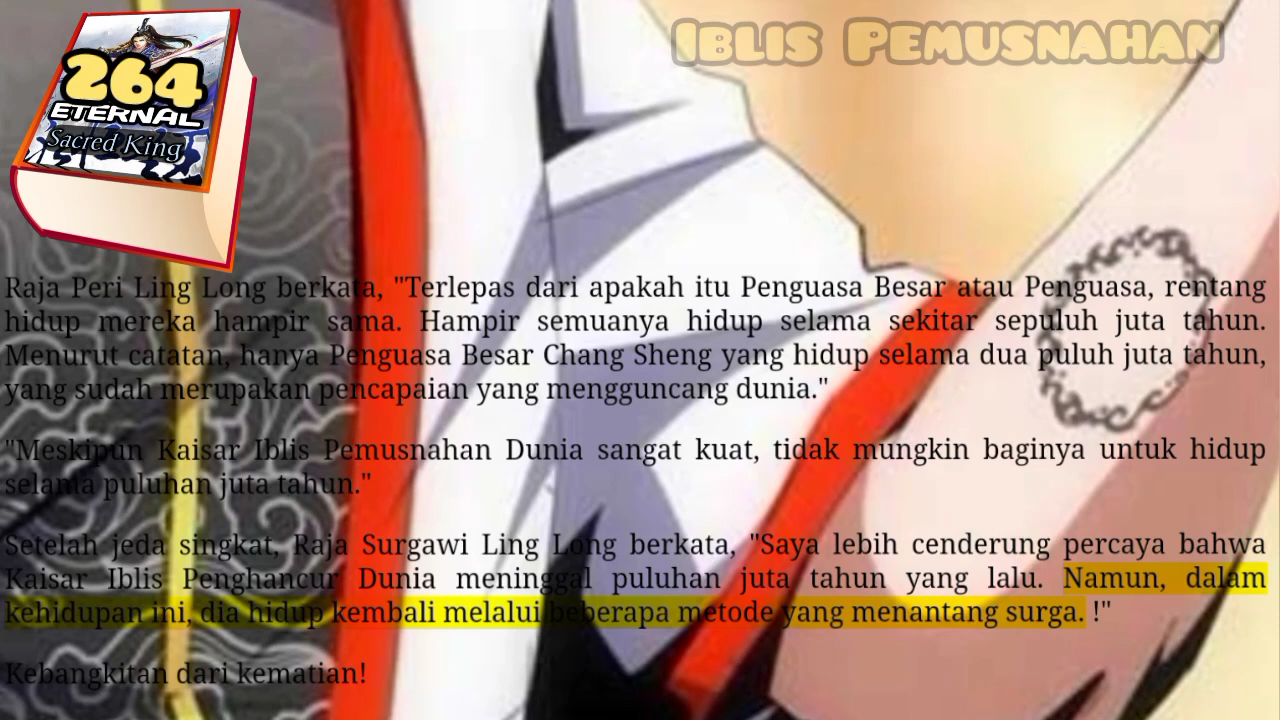 Iblis Pemusnahan
264
ETERNAL
Sacred King
Raja Peri Ling Long berkata, "Terlepas dari apakah itu Penguasa Besar atau Penguasa, rentang
hidup mereka hampir sama. Hampir semuanya hidup selama sekitar sepuluh juta tahun.
Menurut catatan, hanya Penguasa Besar Chang Sheng yang hidup selama dua puluh juta tahun,
yang sudah merupakan pencapaian yang mengguncang dunia."
"Meskipun Kaisar Iblis Pemusnahan Dunia sangat kuat, tidak mungkin baginya untuk hidup
selama puluhan juta tahun."
Setelah jeda singkat, Raja Surgawi Ling Long berkata, "Saya lebih cenderung percaya bahwa
Kaisar Iblis Penghancur Dunia meninggal puluhan juta tahun yang lalu. Namun, dalam
kehidupan ini, dia hidup kembali melalui beberapa metode yang menantang surga. !"
Kebangkitan dari kematian!